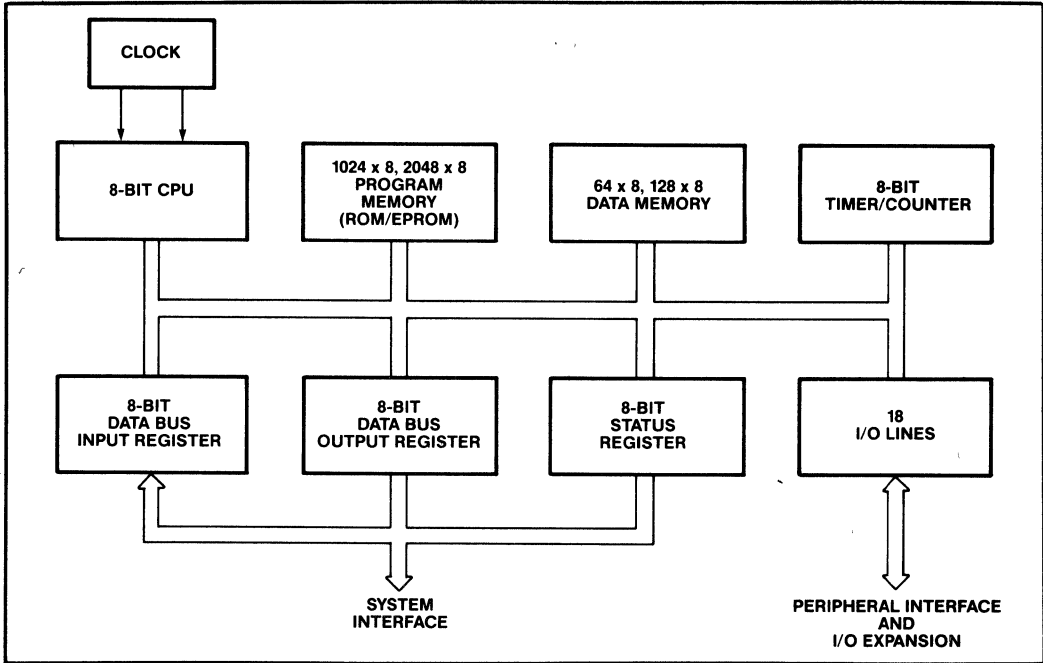 CLOCK
8-BIT CPU
1024 x 8, 2048 x 8
PROGRAM
MEMORY
(ROM/EPROM)
64 x 8, 128 x 8
DATA MEMORY
8-BIT
TIMER/COUNTER
8-BIT
DATA BUS
INPUT REGISTER
8-BIT
DATA BUS
OUTPUT REGISTER
8-BIT
STATUS
REGISTER
18
I/O LINES
SYSTEM
INTERFACE
PERIPHERAL INTERFACE
AND
I/O EXPANSION